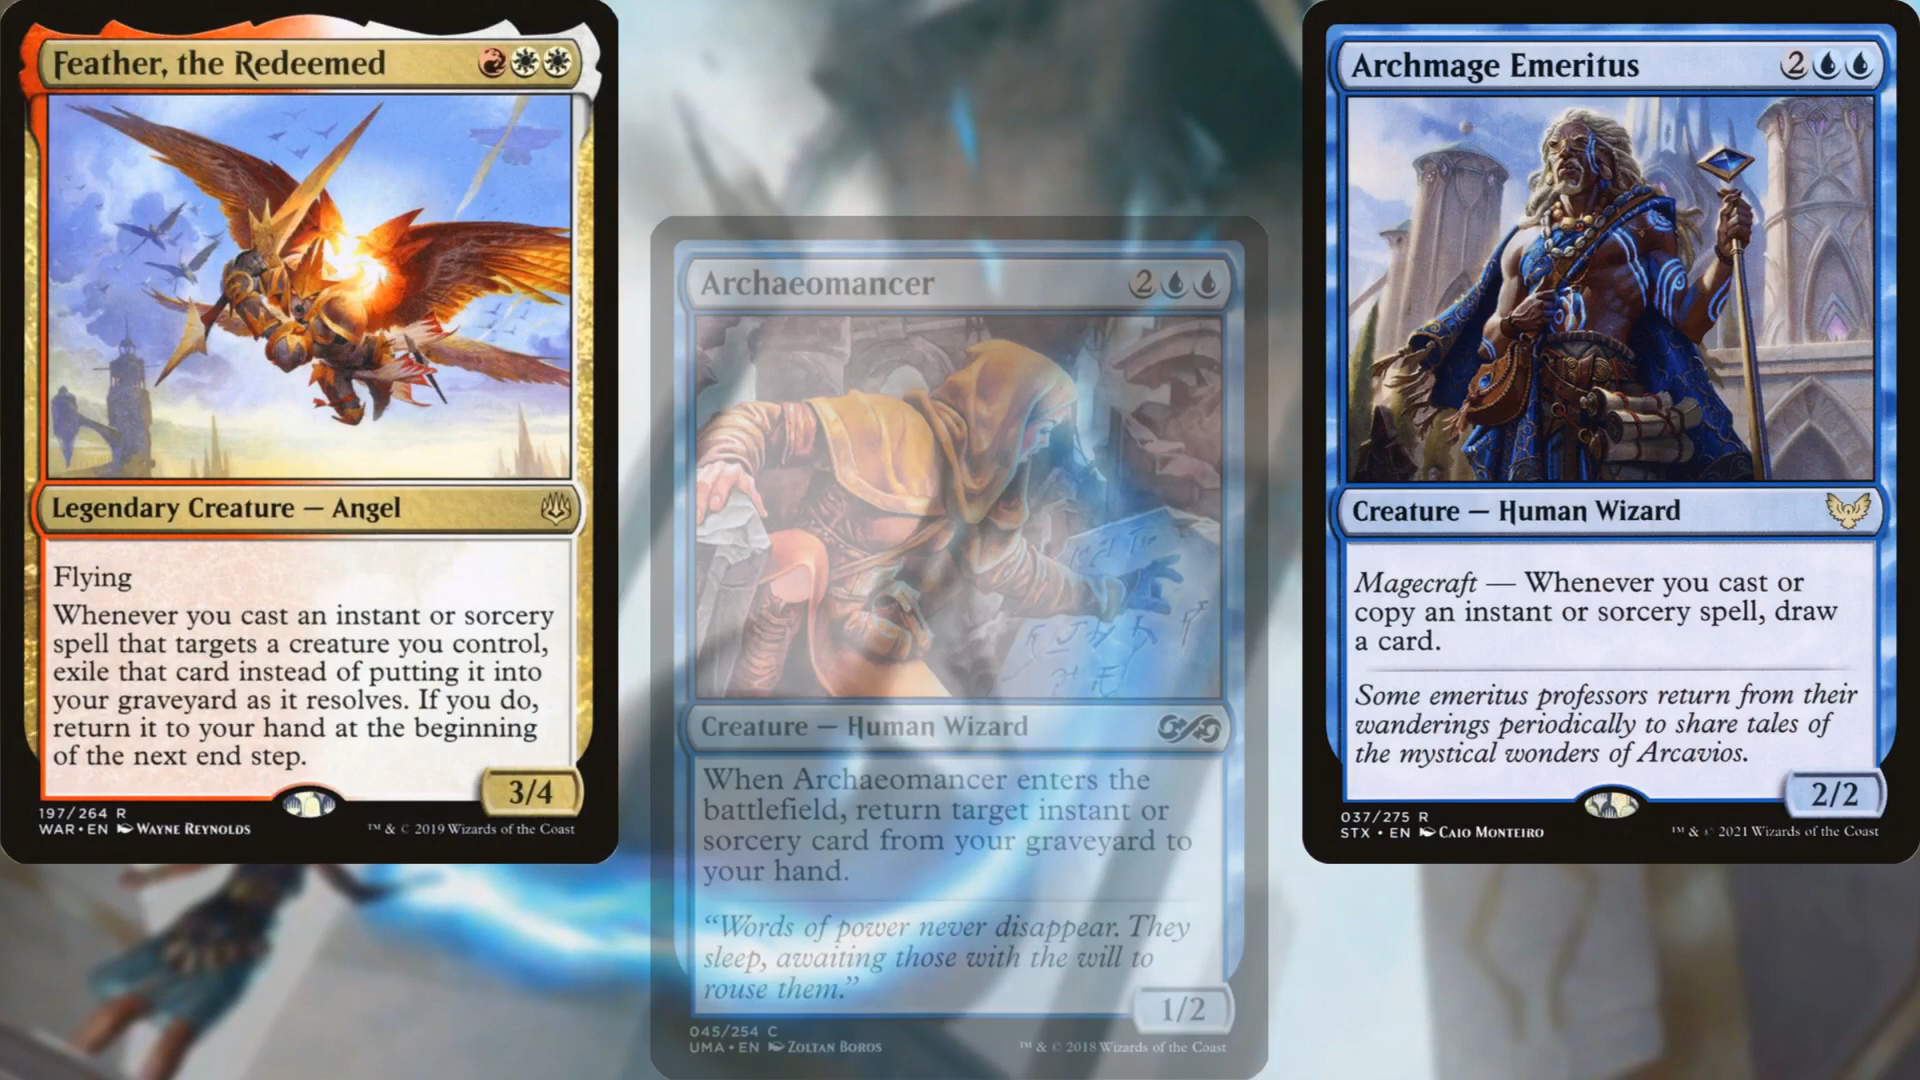 Feather, the Redeemed
Legendary Creature — Angel
Flying
Whenever you cast an instant or sorcery
spell that targets a creature you control,
exile that card instead of putting it into
your graveyard as it resolves. If you do,
return it to your hand at the beginning
of the next end step.
3/4
197/264 R
WAR • EN WAYNE REYNOLDS
™ & © 2019 Wizards of the Coast
Archaeomancer
2
Creature — Human Wizard
When Archaeomancer enters the
battlefield, return target instant or
sorcery card from your graveyard to
your hand.
“Words of power never disappear. They
sleep, awaiting those with the will to
rouse them.”
1/2
045/254 C
UMA • EN ZOLTAN BOROS
™ & © 2018 Wizards of the Coast
Archmage Emeritus
2
Creature — Human Wizard
Magecraft — Whenever you cast or
copy an instant or sorcery spell, draw
a card.
Some emeritus professors return from their
wanderings periodically to share tales of
the mystical wonders of Arcavios.
2/2
037/275 R
STX • EN CAIO MONTEIRO
™ & © 2021 Wizards of the Coast